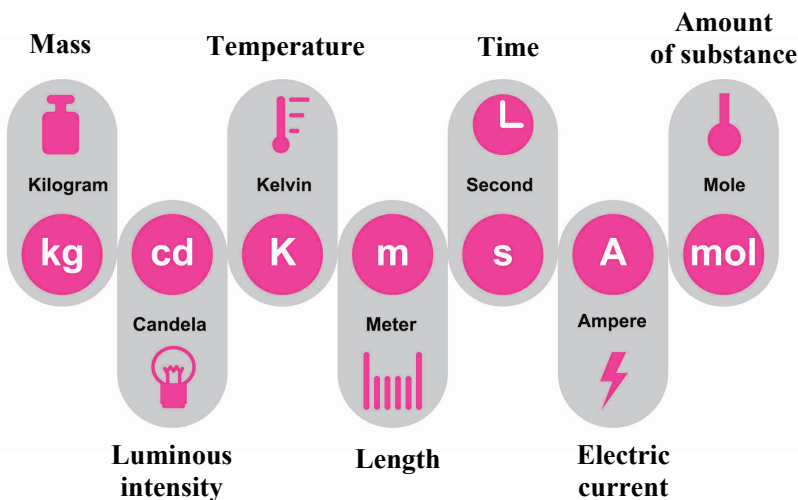 Mass
Temperature
Time
Amount
of substance
Kilogram
Kelvin
Second
Mole
kg
cd
K
m
s
A
mol
Candela
Meter
Ampere
Luminous
intensity
Length
Electric
current